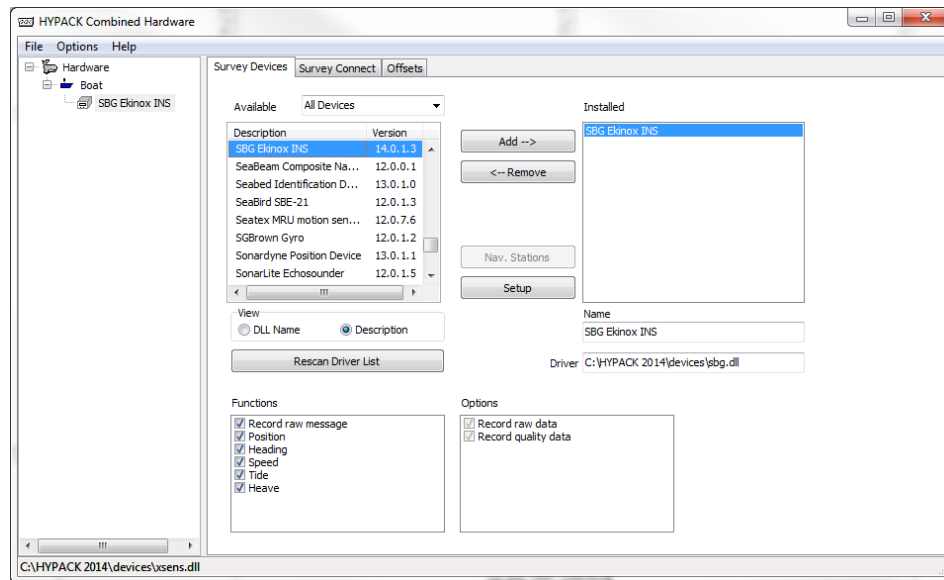 HYPACK Combined Hardware
File Options Help
Hardware
Boat
SBG Ekinox INS
Survey Devices Survey Connect Offsets
Available All Devices
Description Version
SBG Ekinox INS 14.0.1.3
SeaBeam Composite Na... 12.0.0.1
Seabed Identification D... 13.0.1.0
SeaBird SBE-21 12.0.1.3
Seatex MRU motion sen... 12.0.7.6
SGBrown Gyro 12.0.1.2
Sonardyne Position Device 13.0.1.1
SonarLite Echosounder 12.0.1.5
View
DLL Name Description
Rescan Driver List
Add -->
<-- Remove
Nav. Stations
Setup
Installed
SBG Ekinox INS
Name
SBG Ekinox INS
Driver C:\HYPACK 2014\devices\sbg.dll
Functions
Record raw message
Position
Heading
Speed
Tide
Heave
Options
Record raw data
Record quality data
C:\HYPACK 2014\devices\xsens.dll